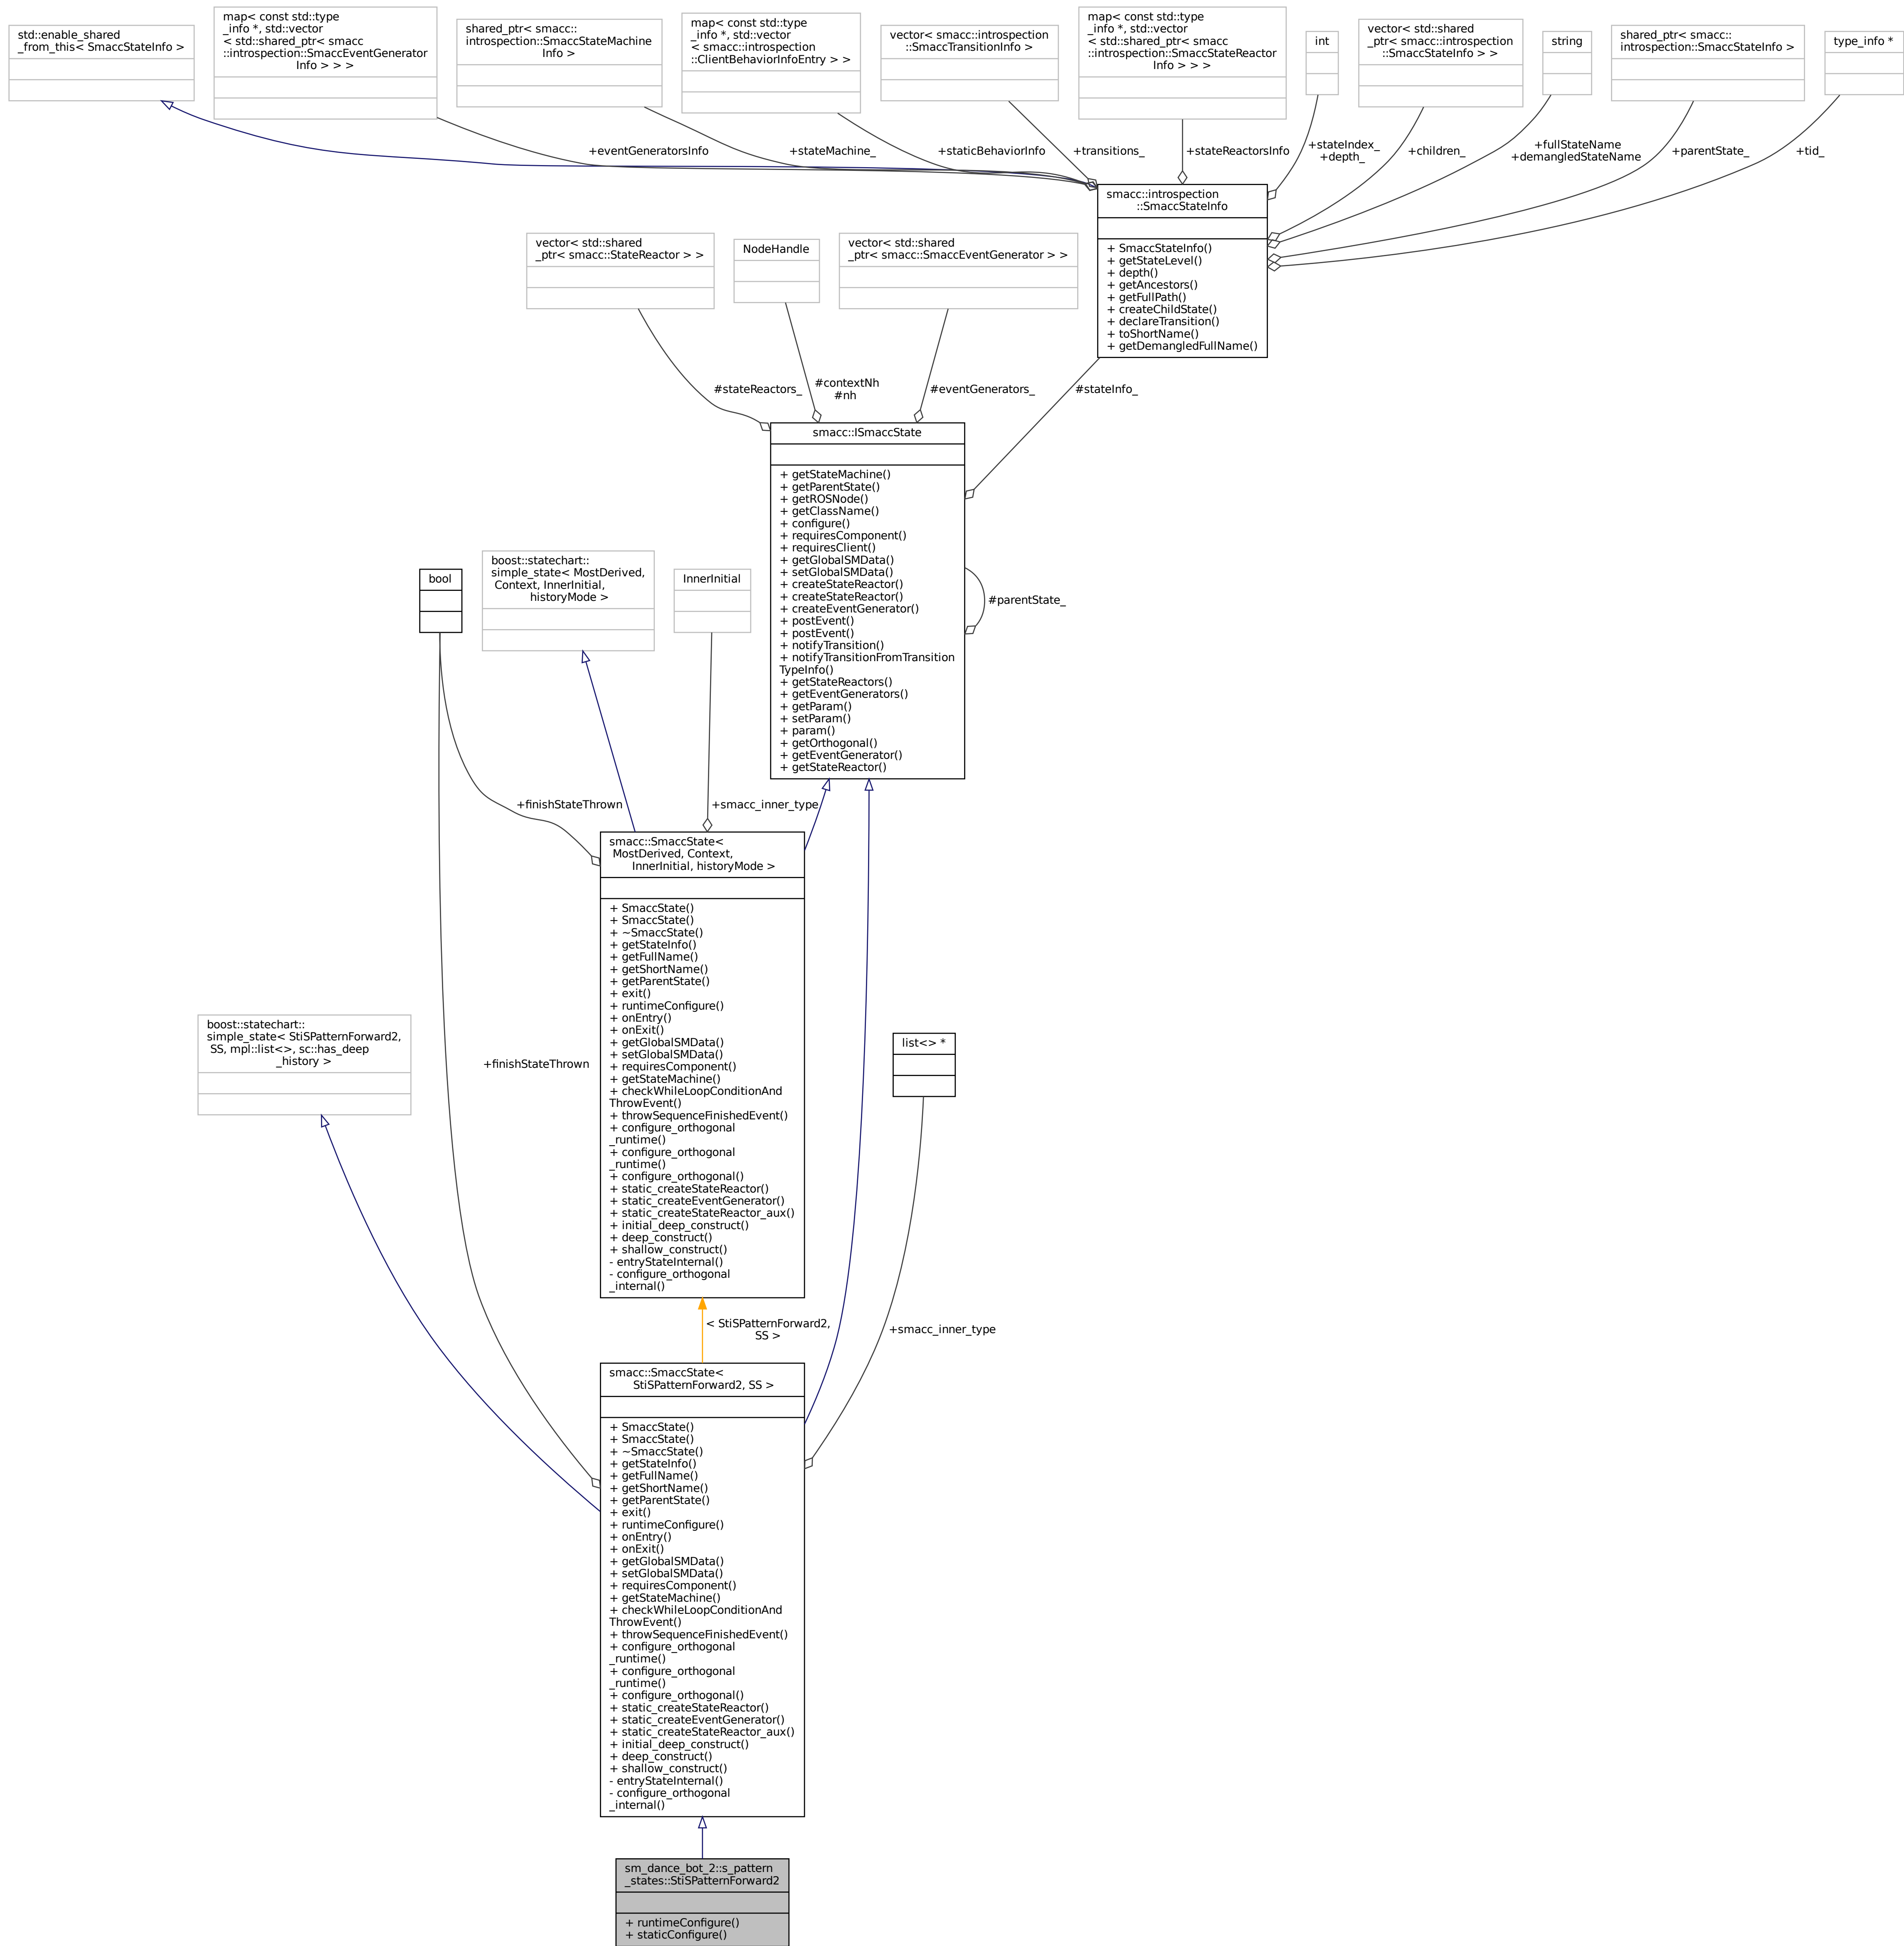 std::enable_shared
_from_this< SmaccStateInfo >
map< const std::type
_info *, std::vector
< std::shared_ptr< smacc
::introspection::SmaccEventGenerator
Info > > >
shared_ptr< smacc::
introspection::SmaccStateMachine
Info >
map< const std::type
_info *, std::vector
< smacc::introspection
::ClientBehaviorInfoEntry > >
vector< smacc::introspection
::SmaccTransitionInfo >
map< const std::type
_info *, std::vector
< std::shared_ptr< smacc
::introspection::SmaccStateReactor
Info > > >
int
vector< std::shared
_ptr< smacc::introspection
::SmaccStateInfo > >
string
shared_ptr< smacc::
introspection::SmaccStateInfo >
type_info *
+eventGeneratorsInfo
+stateMachine_
+staticBehaviorInfo
+transitions_
+stateReactorsInfo
+stateIndex_
+depth_
+children_
+fullStateName
+demangledStateName
+parentState_
+tid_
smacc::introspection
::SmaccStateInfo
+ SmaccStateInfo()
+ getStateLevel()
+ depth()
+ getAncestors()
+ getFullPath()
+ createChildState()
+ declareTransition()
+ toShortName()
+ getDemangledFullName()
vector< std::shared
_ptr< smacc::StateReactor > >
NodeHandle
vector< std::shared
_ptr< smacc::SmaccEventGenerator > >
#stateReactors_
#contextNh
#nh
#eventGenerators_
#stateInfo_
smacc::ISmaccState
+ getStateMachine()
+ getParentState()
+ getROSNode()
+ getClassName()
+ configure()
+ requiresComponent()
+ requiresClient()
+ getGlobalSMData()
+ setGlobalSMData()
+ createStateReactor()
+ createStateReactor()
+ createEventGenerator()
+ postEvent()
+ postEvent()
+ notifyTransition()
+ notifyTransitionFromTransition
TypeInfo()
+ getStateReactors()
+ getEventGenerators()
+ getParam()
+ setParam()
+ param()
+ getOrthogonal()
+ getEventGenerator()
+ getStateReactor()
#parentState_
bool
boost::statechart::
simple_state< MostDerived,
Context, InnerInitial,
historyMode >
InnerInitial
+finishStateThrown
+smacc_inner_type
smacc::SmaccState<
MostDerived, Context,
InnerInitial, historyMode >
+ SmaccState()
+ SmaccState()
+ ~SmaccState()
+ getStateInfo()
+ getFullName()
+ getShortName()
+ getParentState()
+ exit()
+ runtimeConfigure()
+ onEntry()
+ onExit()
+ getGlobalSMData()
+ setGlobalSMData()
+ requiresComponent()
+ getStateMachine()
+ checkWhileLoopConditionAnd
ThrowEvent()
+ throwSequenceFinishedEvent()
+ configure_orthogonal
_runtime()
+ configure_orthogonal
_runtime()
+ configure_orthogonal()
+ static_createStateReactor()
+ static_createEventGenerator()
+ static_createStateReactor_aux()
+ initial_deep_construct()
+ deep_construct()
+ shallow_construct()
- entryStateInternal()
- configure_orthogonal
_internal()
boost::statechart::
simple_state< StiSPatternForward2,
SS, mpl::list<>, sc::has_deep
_history >
+finishStateThrown
list<> *
< StiSPatternForward2,
SS >
+smacc_inner_type
smacc::SmaccState<
StiSPatternForward2, SS >
+ SmaccState()
+ SmaccState()
+ ~SmaccState()
+ getStateInfo()
+ getFullName()
+ getShortName()
+ getParentState()
+ exit()
+ runtimeConfigure()
+ onEntry()
+ onExit()
+ getGlobalSMData()
+ setGlobalSMData()
+ requiresComponent()
+ getStateMachine()
+ checkWhileLoopConditionAnd
ThrowEvent()
+ throwSequenceFinishedEvent()
+ configure_orthogonal
_runtime()
+ configure_orthogonal
_runtime()
+ configure_orthogonal()
+ static_createStateReactor()
+ static_createEventGenerator()
+ static_createStateReactor_aux()
+ initial_deep_construct()
+ deep_construct()
+ shallow_construct()
- entryStateInternal()
- configure_orthogonal
_internal()
sm_dance_bot_2::s_pattern
_states::StiSPatternForward2
+ runtimeConfigure()
+ staticConfigure()